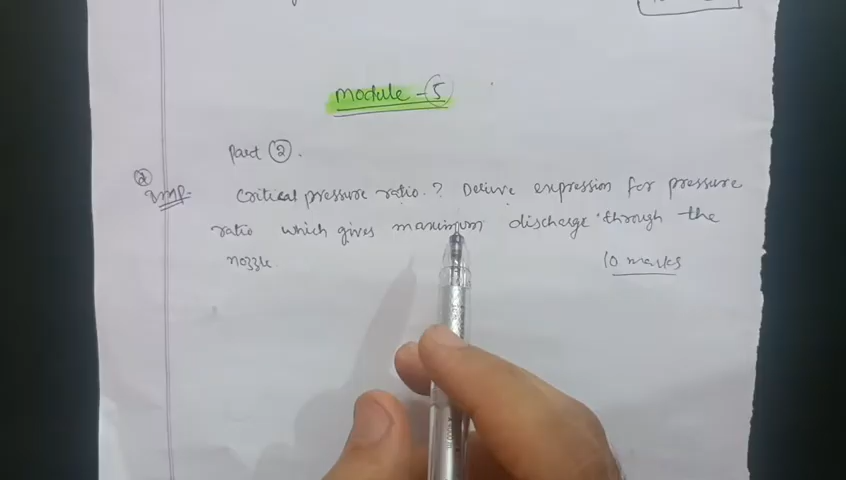 Module - 5
Part 2.
2
Imp. Critical pressure ratio. ? Derive expression for pressure
ratio which gives maximum discharge through the
nozzle
10 marks